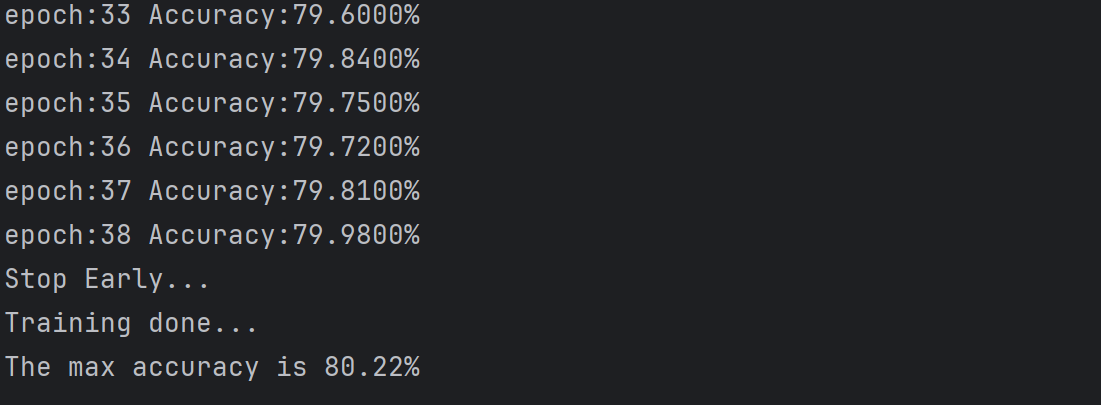 epoch:33 Accuracy:79.6000%
epoch:34 Accuracy:79.8400%
epoch:35 Accuracy:79.7500%
epoch:36 Accuracy:79.7200%
epoch:37 Accuracy:79.8100%
epoch:38 Accuracy:79.9800%
Stop Early...
Training done...
The max accuracy is 80.22%